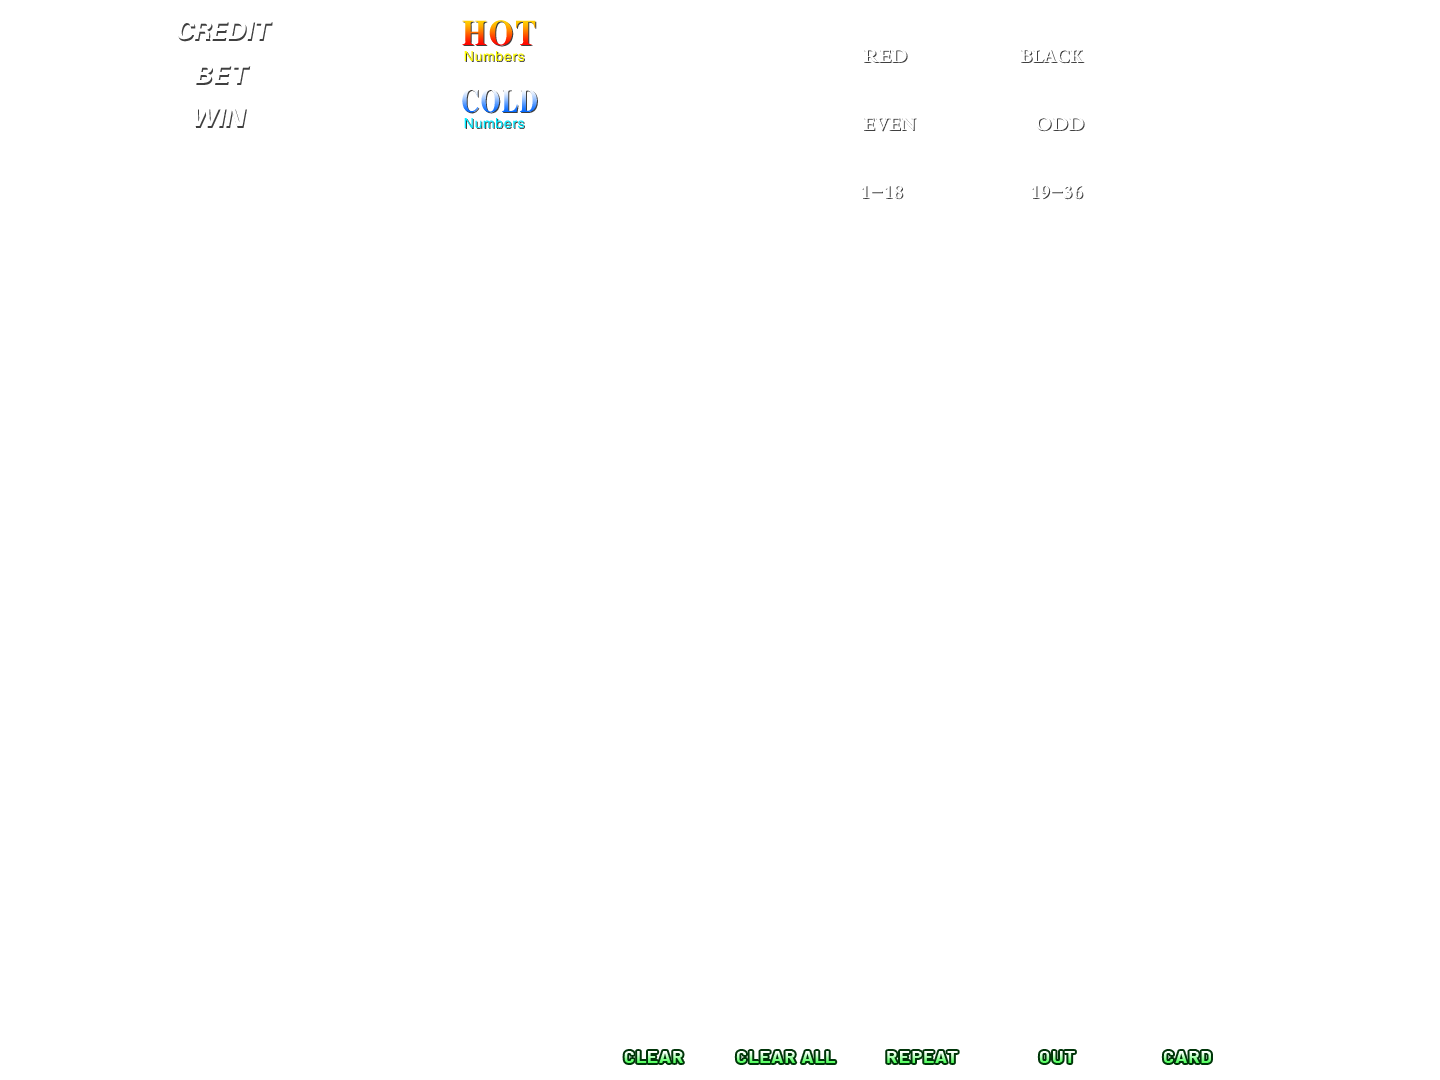 CREDIT
BET
WIN
HOT
Numbers
COLD
Numbers
RED
BLACK
EVEN
ODD
1-18
19-36
CLEAR
CLEAR ALL
REPEAT
OUT
CARD